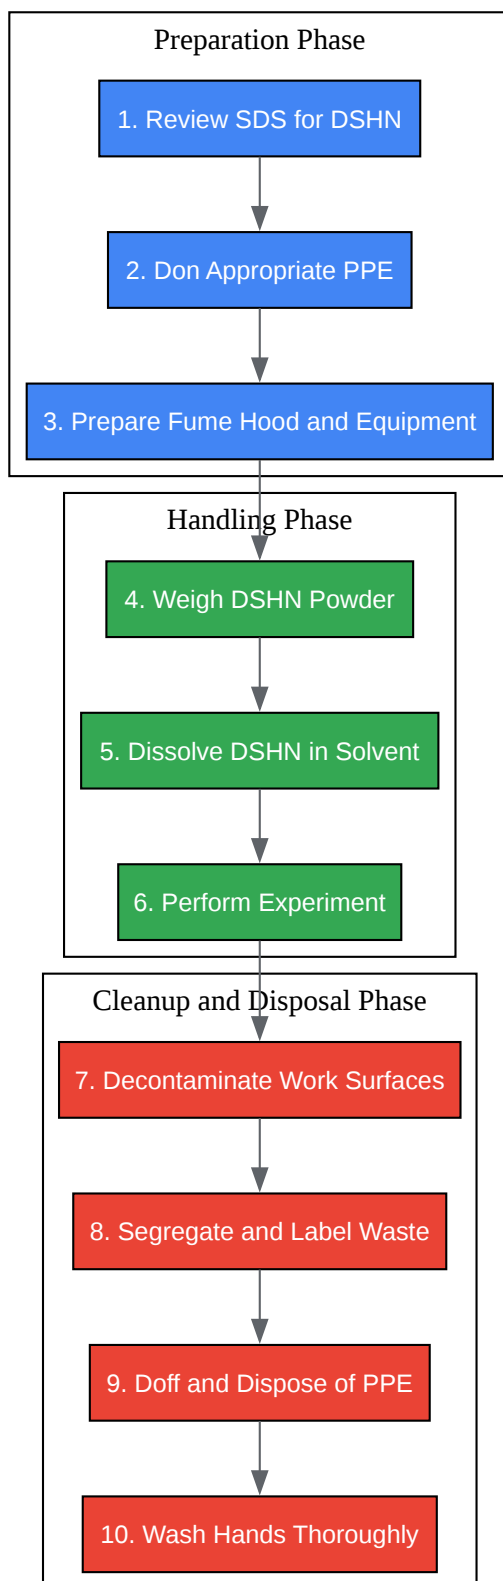 Preparation Phase
1. Review SDS for DSHN
2. Don Appropriate PPE
3. Prepare Fume Hood and Equipment
Handling Phase
4. Weigh DSHN Powder
5. Dissolve DSHN in Solvent
6. Perform Experiment
Cleanup and Disposal Phase
7. Decontaminate Work Surfaces
8. Segregate and Label Waste
9. Doff and Dispose of PPE
10. Wash Hands Thoroughly